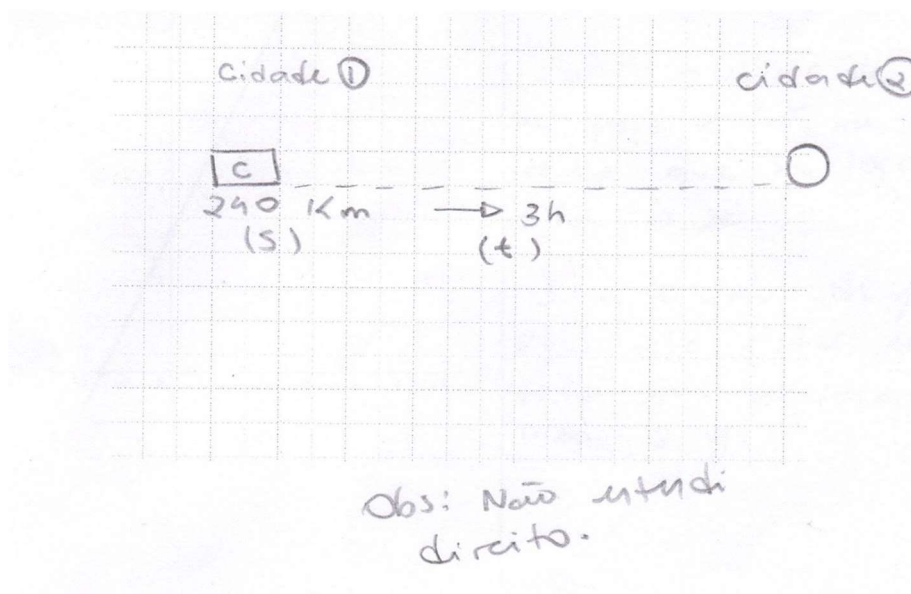 Cidade ① cidade ②
C
240 Km → 3h
(S) (t)
Obs: Não entendi
direito.